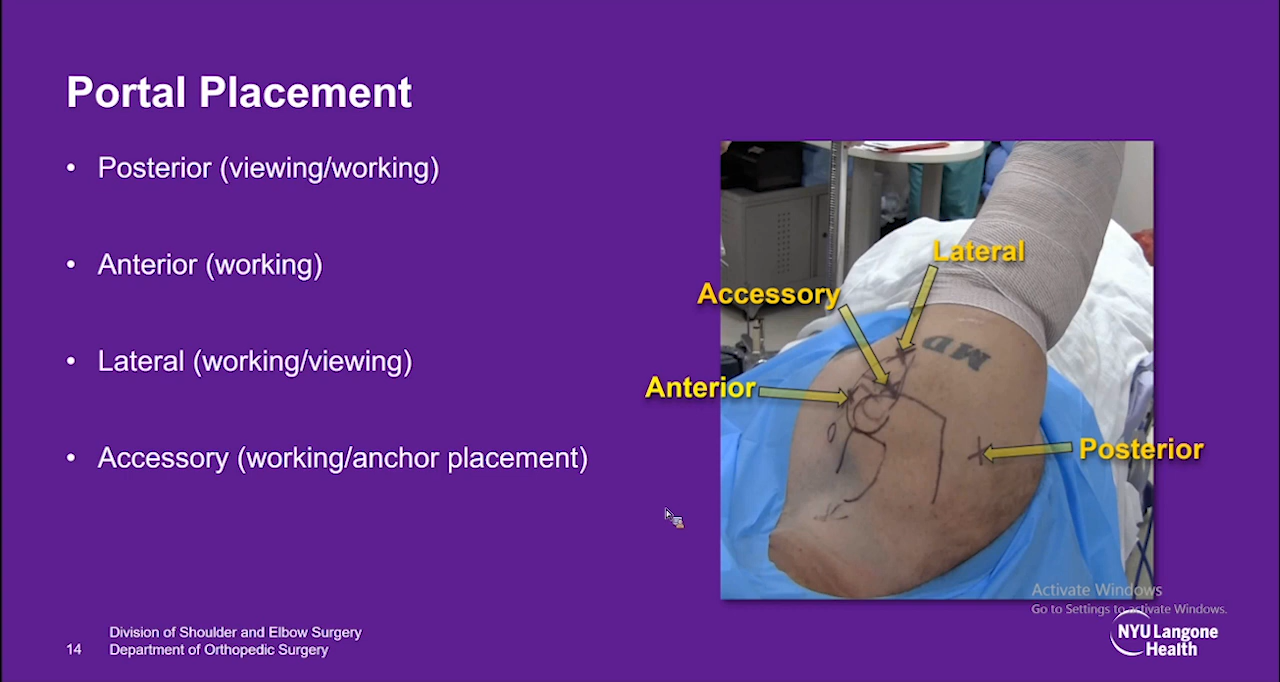 Portal Placement
• Posterior (viewing/working)
• Anterior (working)
• Lateral (working/viewing)
• Accessory (working/anchor placement)
Lateral
Accessory
Anterior
Posterior
MD
Activate Windows
Go to Settings to activate Windows.
14
Division of Shoulder and Elbow Surgery
Department of Orthopedic Surgery
NYU Langone
Health